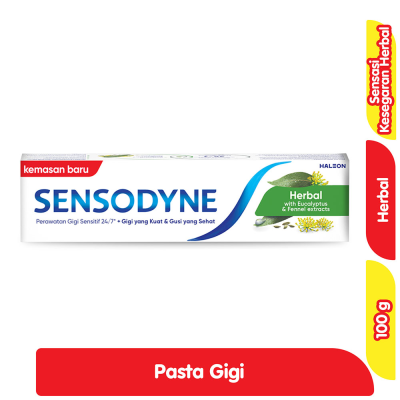 kemasan baru
HALEON
SENSODYNE
Perawatan Gigi Sensitif 24/7* + Gigi yang Kuat & Gusi yang Sehat
Herbal
with Eucalyptus
& Fennel extracts
Sensasi
Kesegaran Herbal
Herbal
100g
Pasta Gigi